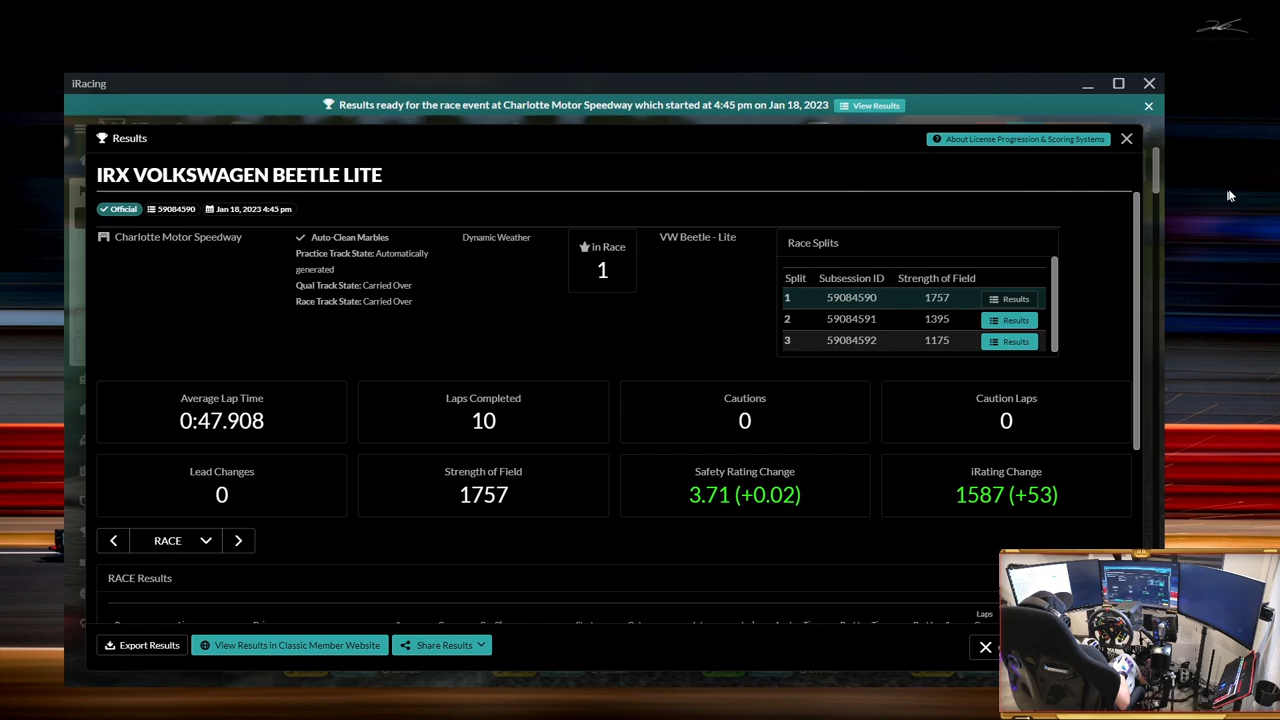 iRacing
Results ready for the race event at Charlotte Motor Speedway which started at 4:45 pm on Jan 18, 2023 View Results
Results
About License Progression & Scoring Systems
IRX VOLKSWAGEN BEETLE LITE
Official 59084590 Jan 18, 2023 4:45 pm
Charlotte Motor Speedway
Auto-Clean Marbles
Practice Track State: Automatically
generated
Qual Track State: Carried Over
Race Track State: Carried Over
Dynamic Weather
in Race
1
VW Beetle - Lite
Race Splits
Split Subsession ID Strength of Field
1 59084590 1757 Results
2 59084591 1395 Results
3 59084592 1175 Results
Average Lap Time
0:47.908
Laps Completed
10
Cautions
0
Caution Laps
0
Lead Changes
0
Strength of Field
1757
Safety Rating Change
3.71 (+0.02)
iRating Change
1587 (+53)
RACE
RACE Results
Laps
Export Results
View Results in Classic Member Website
Share Results